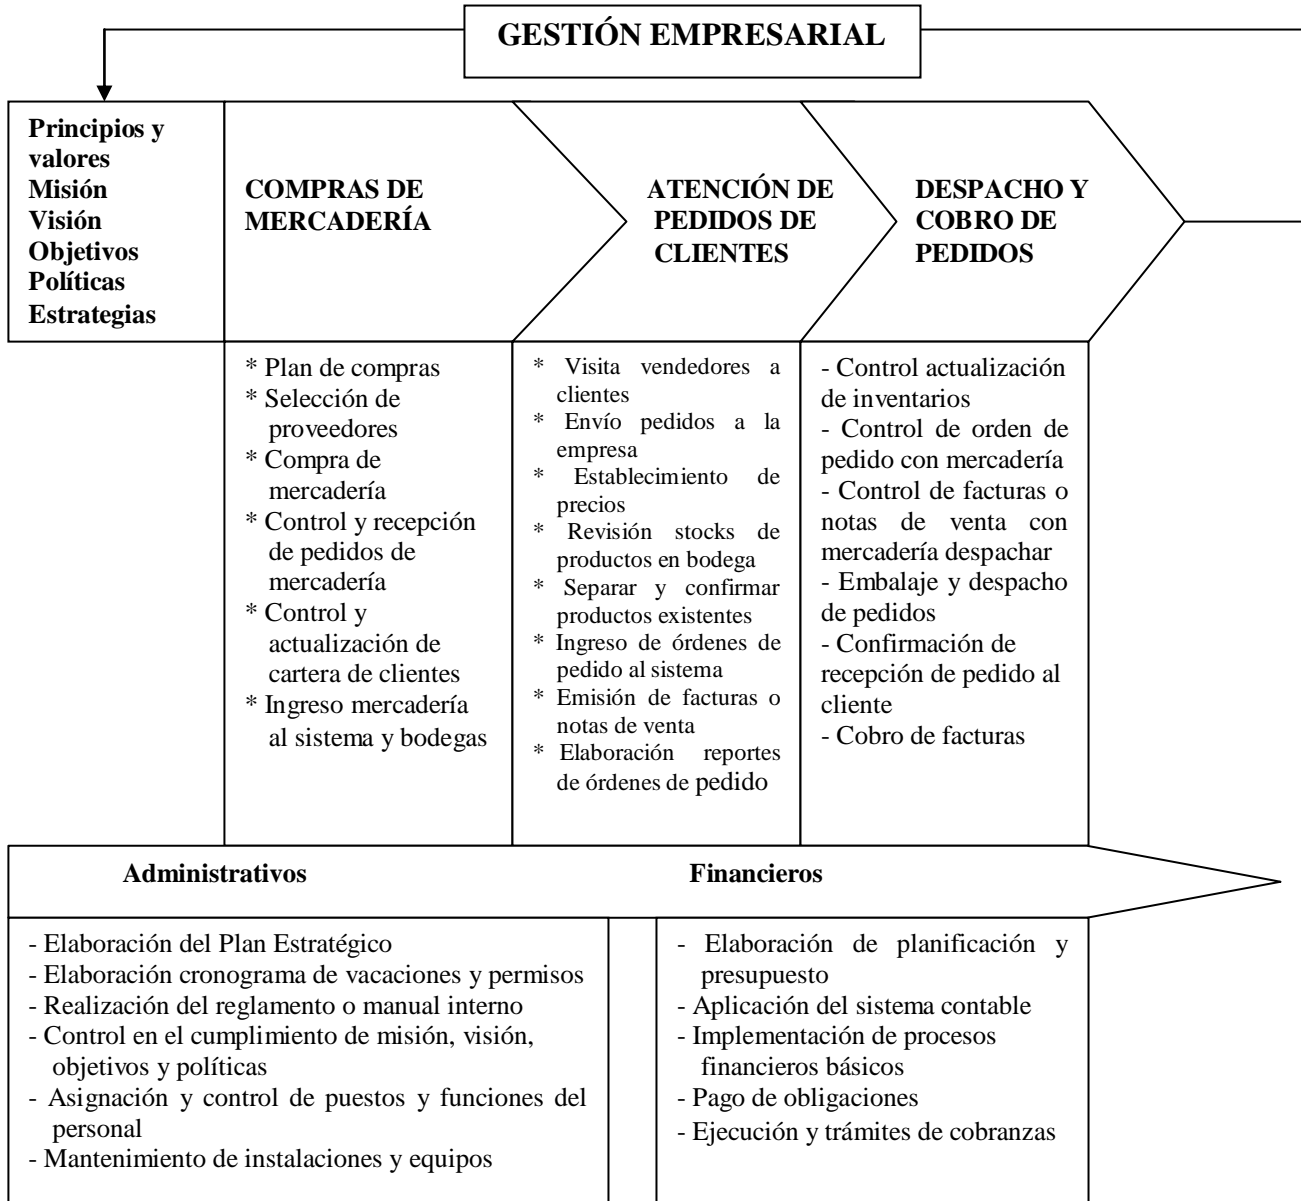 GESTIÓN EMPRESARIAL
Principios y
valores
Misión
Visión
Objetivos
Políticas
Estrategias
COMPRAS DE
MERCADERÍA
ATENCIÓN DE
PEDIDOS DE
CLIENTES
DESPACHO Y
COBRO DE
PEDIDOS
* Plan de compras
* Selección de
proveedores
* Compra de
mercadería
* Control y recepción
de pedidos de
mercadería
* Control y
actualización de
cartera de clientes
* Ingreso mercadería
al sistema y bodegas
* Visita vendedores a
clientes
* Envío pedidos a la
empresa
* Establecimiento de
precios
* Revisión stocks de
productos en bodega
* Separar y confirmar
productos existentes
* Ingreso de órdenes de
pedido al sistema
* Emisión de facturas o
notas de venta
* Elaboración reportes
de órdenes de pedido
- Control actualización
de inventarios
- Control de orden de
pedido con mercadería
- Control de facturas o
notas de venta con
mercadería despachar
- Embalaje y despacho
de pedidos
- Confirmación de
recepción de pedido al
cliente
- Cobro de facturas
Administrativos
Financieros
- Elaboración del Plan Estratégico
- Elaboración cronograma de vacaciones y permisos
- Realización del reglamento o manual interno
- Control en el cumplimiento de misión, visión,
objetivos y políticas
- Asignación y control de puestos y funciones del
personal
- Mantenimiento de instalaciones y equipos
- Elaboración de planificación y
presupuesto
- Aplicación del sistema contable
- Implementación de procesos
financieros básicos
- Pago de obligaciones
- Ejecución y trámites de cobranzas